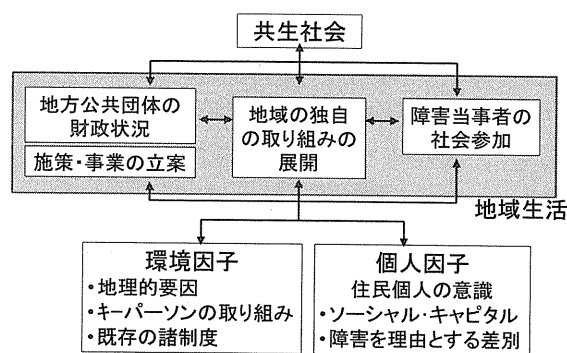 共生社会
地方公共団体の
財政状況
施策・事業の立案
地域の独自
の取り組みの
展開
障害当事者の
社会参加
地域生活
環境因子
・地理的要因
・キーパーソンの取り組み
・既存の諸制度
個人因子
住民個人の意識
・ソーシャル・キャピタル
・障害を理由とする差別